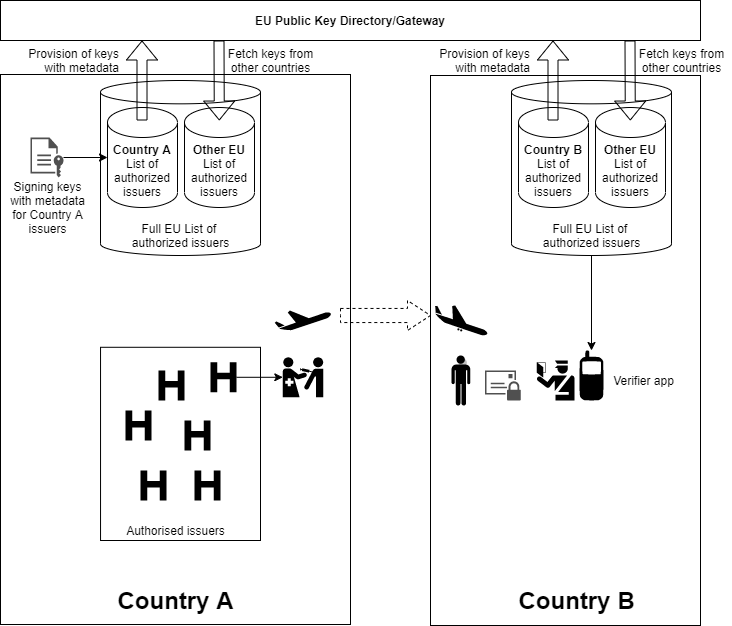 EU Public Key Directory/Gateway
Provision of keys
with metadata
Fetch keys from
other countries
Provision of keys
with metadata
Fetch keys from
other countries
Country A
List of
authorized
issuers
Other EU
List of
authorized
issuers
Country B
List of
authorized
issuers
Other EU
List of
authorized
issuers
Signing keys
with metadata
for Country A
issuers
Full EU List of
authorized issuers
Full EU List of
authorized issuers
H
H
H
H
H
H
Verifier app
Authorised issuers
Country A
Country B